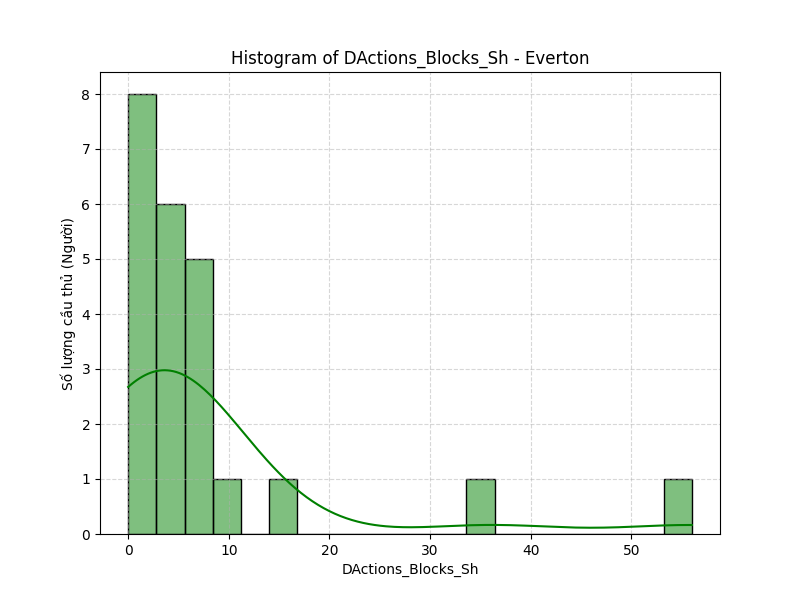 Histogram of DActions_Blocks_Sh - Everton
Số lượng cầu thủ (Người)
8
7
6
5
4
3
2
1
0
0 10 20 30 40 50
DActions_Blocks_Sh